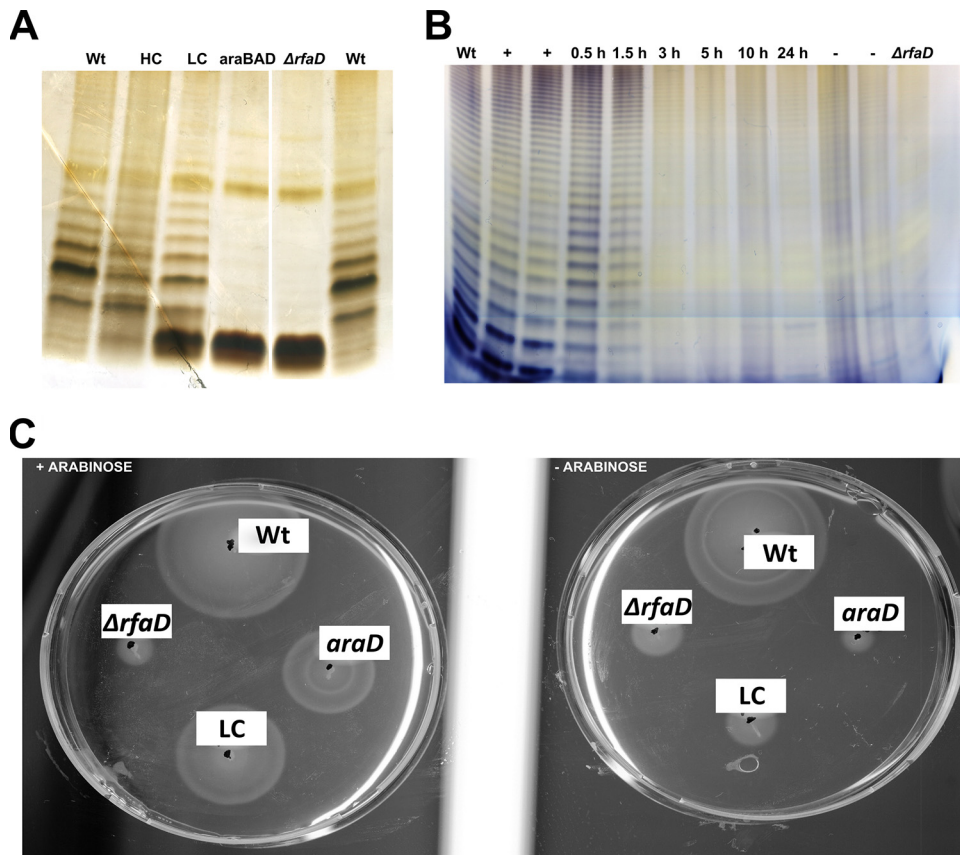 A
Wt HC LC araBAD ΔrfaD Wt
B
Wt + + 0.5 h 1.5 h 3 h 5 h 10 h 24 h - - ΔrfaD
C
+ ARABINOSE
Wt
ΔrfaD
araD
LC
- ARABINOSE
Wt
ΔrfaD
araD
LC